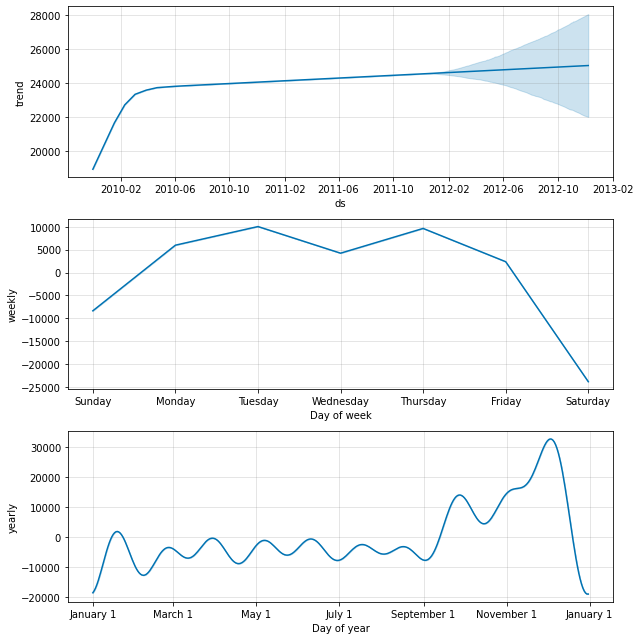 28000
26000
24000
22000
20000
trend
2010-02 2010-06 2010-10 2011-02 2011-06 2011-10 2012-02 2012-06 2012-10 2013-02
ds
10000
5000
0
−5000
−10000
−15000
−20000
−25000
weekly
Sunday Monday Tuesday Wednesday Thursday Friday Saturday
Day of week
30000
20000
10000
0
−10000
−20000
yearly
January 1 March 1 May 1 July 1 September 1 November 1 January 1
Day of year